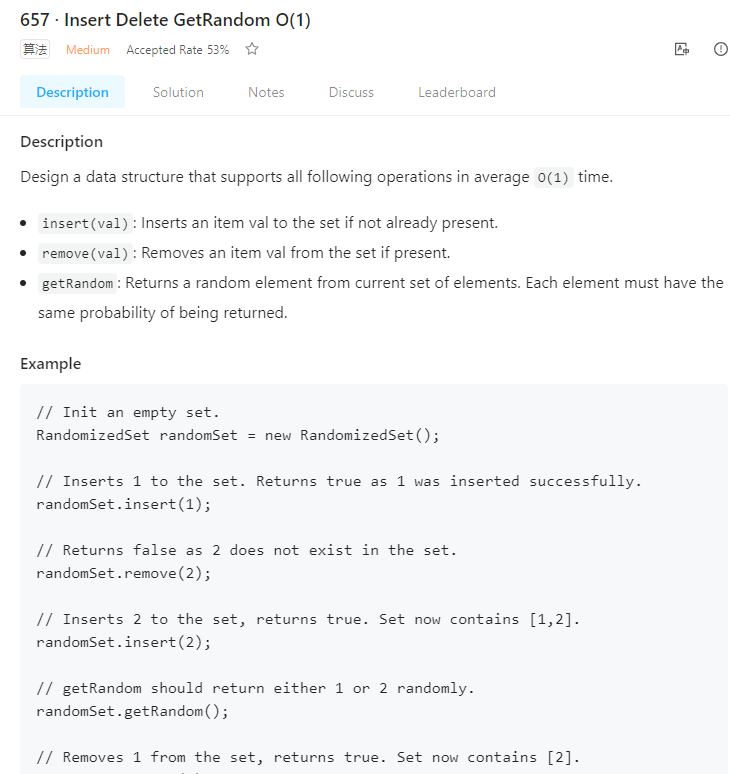 657 · Insert Delete GetRandom O(1)
算法 Medium Accepted Rate 53%
Description Solution Notes Discuss Leaderboard
Description
Design a data structure that supports all following operations in average O(1) time.
insert(val): Inserts an item val to the set if not already present.
remove(val): Removes an item val from the set if present.
getRandom: Returns a random element from current set of elements. Each element must have the
same probability of being returned.
Example
// Init an empty set.
RandomizedSet randomSet = new RandomizedSet();
// Inserts 1 to the set. Returns true as 1 was inserted successfully.
randomSet.insert(1);
// Returns false as 2 does not exist in the set.
randomSet.remove(2);
// Inserts 2 to the set, returns true. Set now contains [1,2].
randomSet.insert(2);
// getRandom should return either 1 or 2 randomly.
randomSet.getRandom();
// Removes 1 from the set, returns true. Set now contains [2].